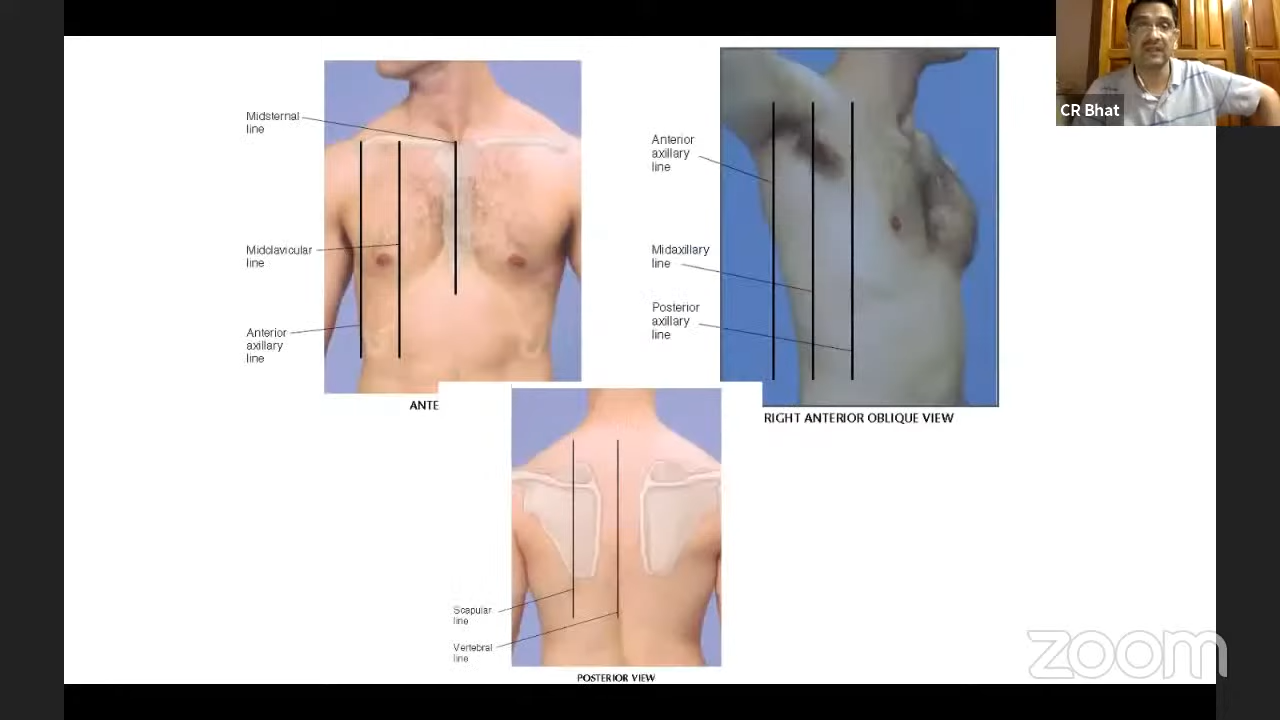 CR Bhat
Midsternal
line
Midclavicular
line
Anterior
axillary
line
ANTE
Anterior
axillary
line
Midaxillary
line
Posterior
axillary
line
RIGHT ANTERIOR OBLIQUE VIEW
Scapular
line
Vertebral
line
POSTERIOR VIEW
zoom